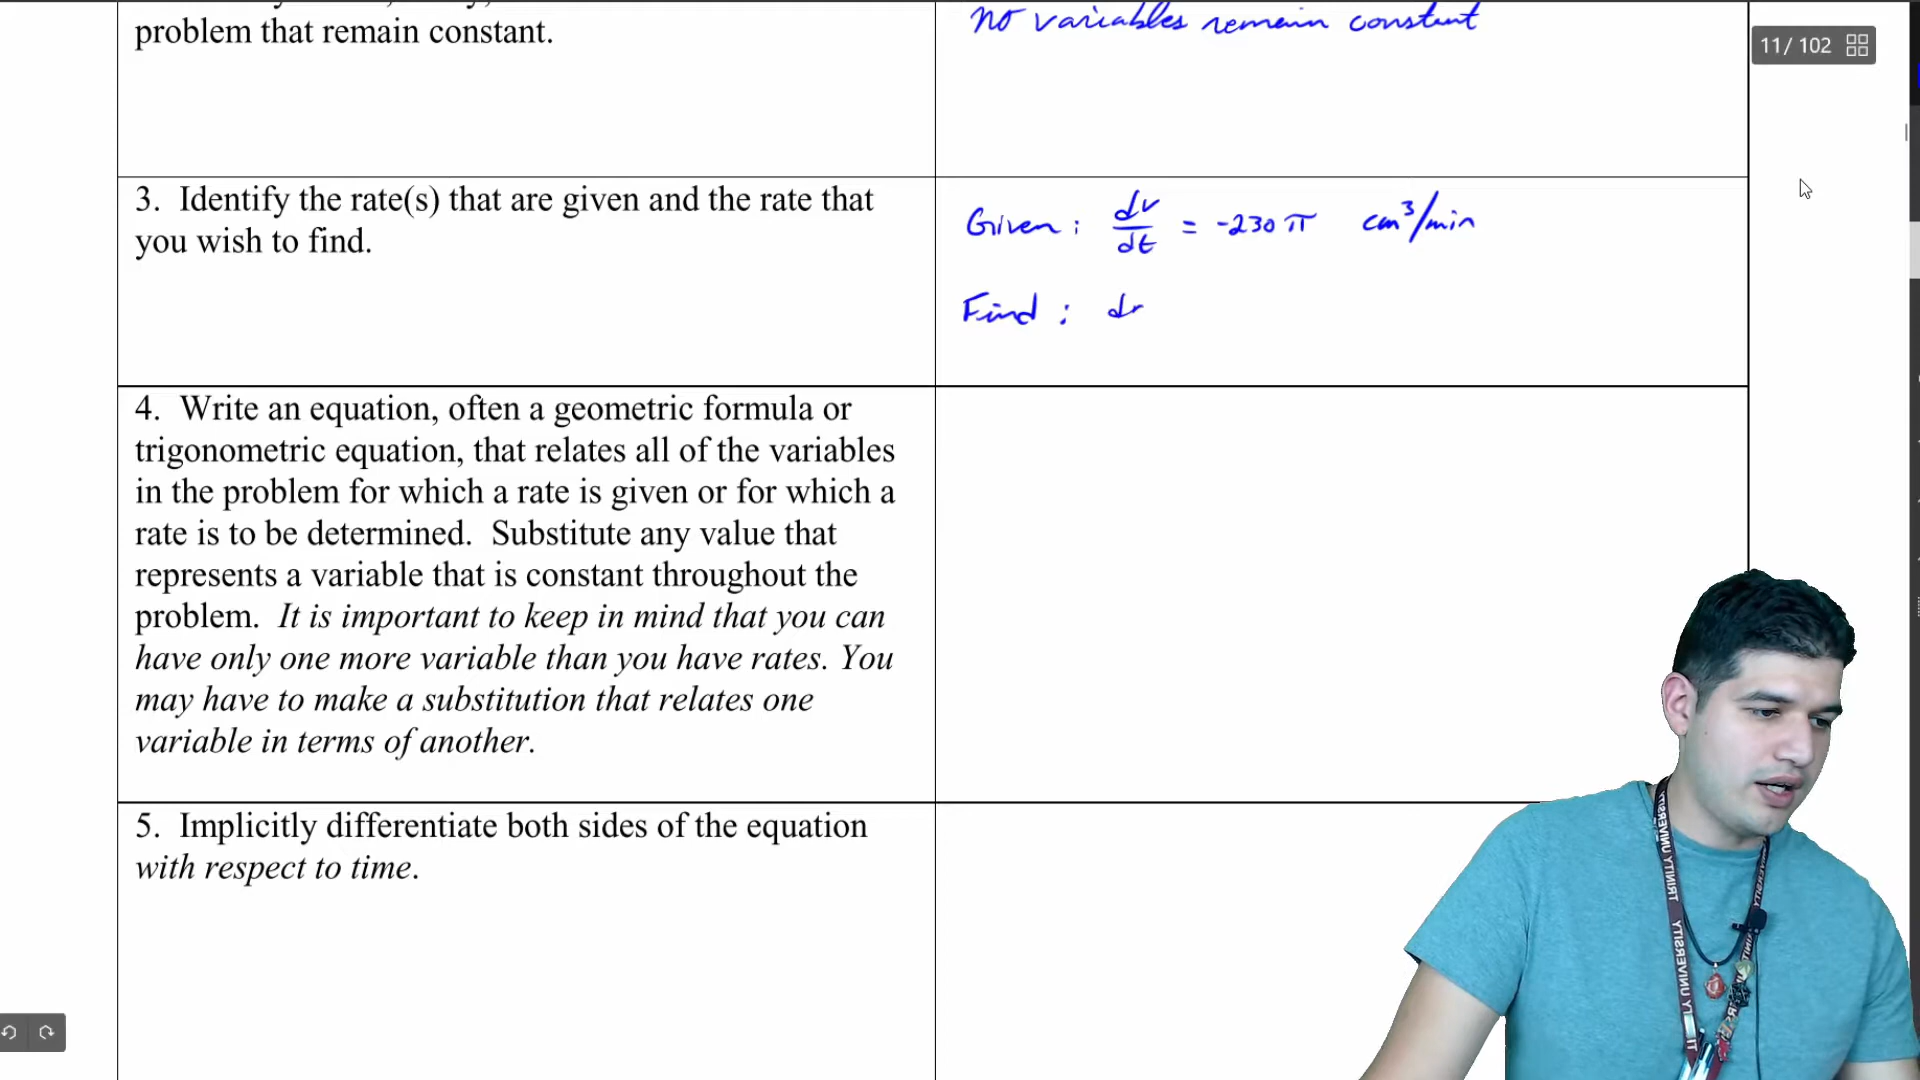 problem that remain constant.
no variables remain constant
11/ 102
3. Identify the rate(s) that are given and the rate that
you wish to find.
Given : dv/dt = -230 π cm³/min
Find : dr
4. Write an equation, often a geometric formula or
trigonometric equation, that relates all of the variables
in the problem for which a rate is given or for which a
rate is to be determined. Substitute any value that
represents a variable that is constant throughout the
problem. It is important to keep in mind that you can
have only one more variable than you have rates. You
may have to make a substitution that relates one
variable in terms of another.
5. Implicitly differentiate both sides of the equation
with respect to time.
TRINITY UNIVERSITY